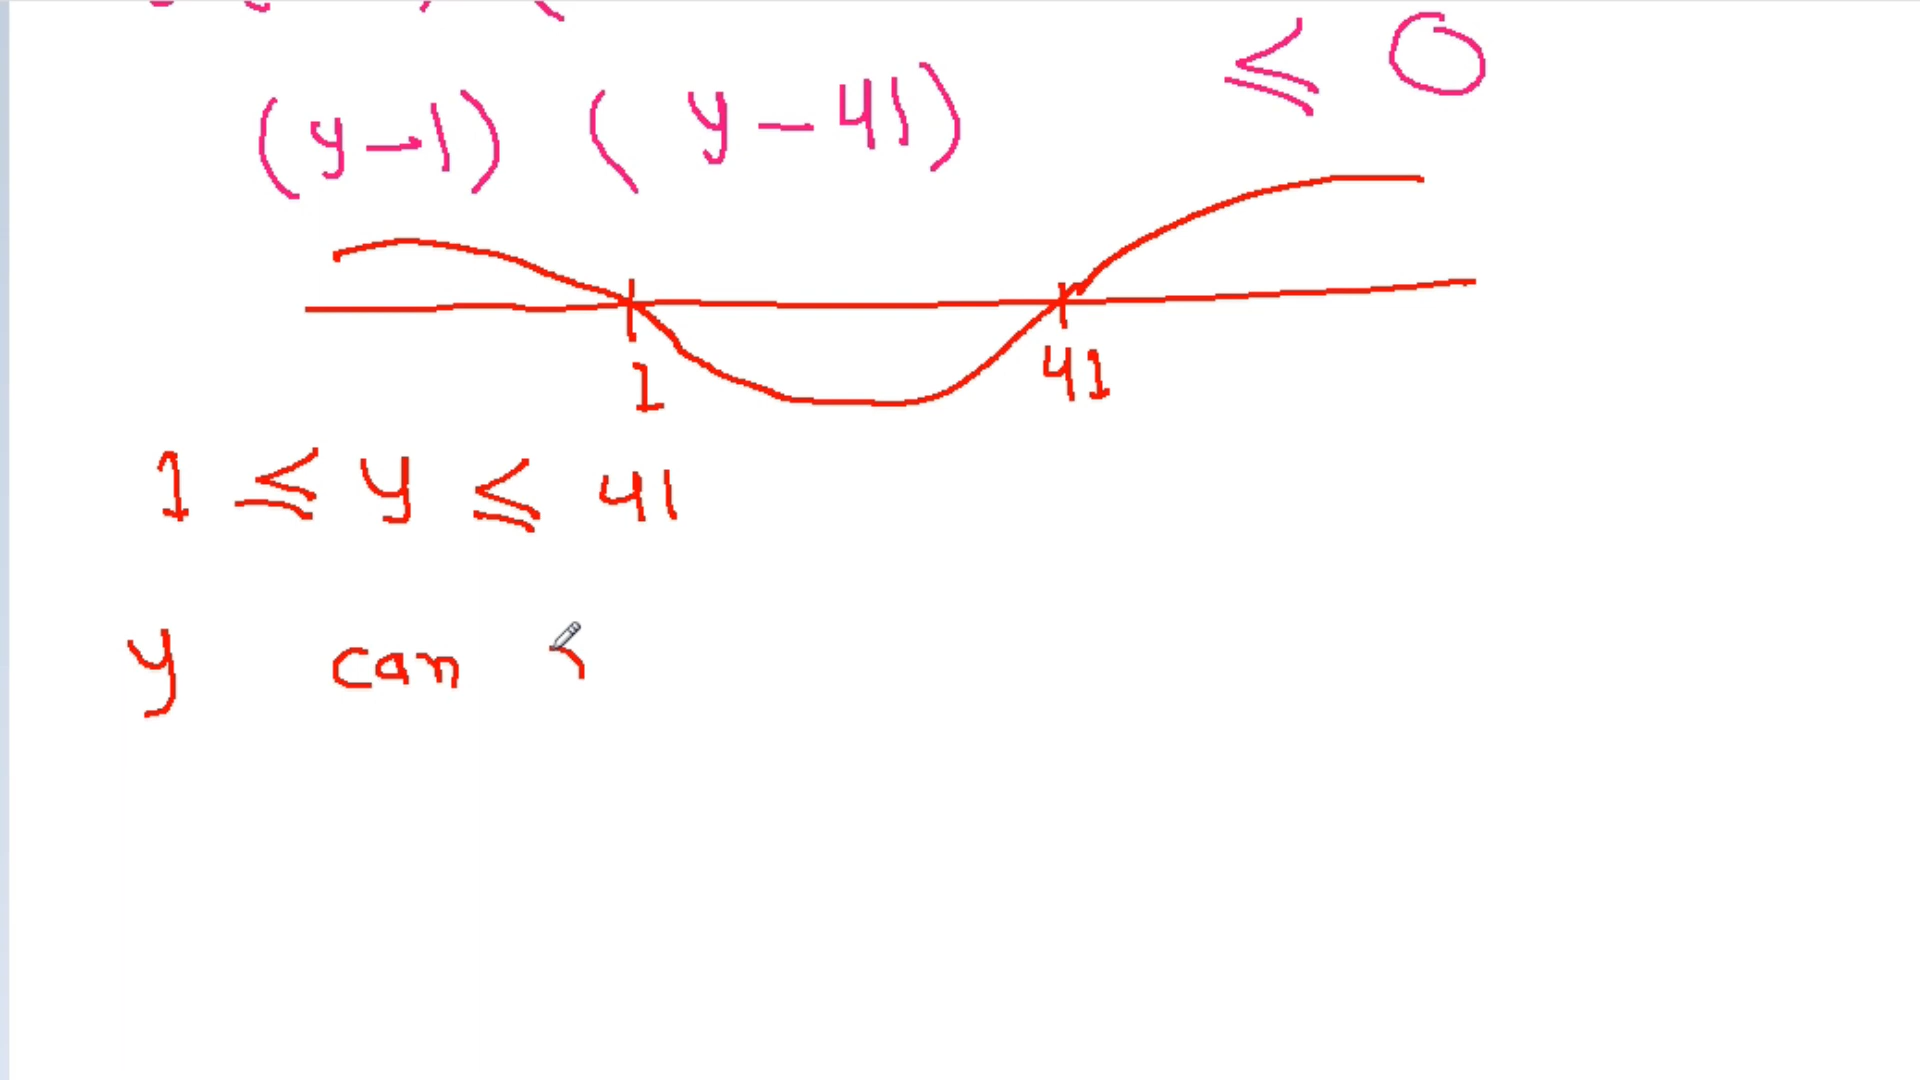 ≤ 0
(y-1) (y-41)
1 41
1 ≤ y ≤ 41
y can